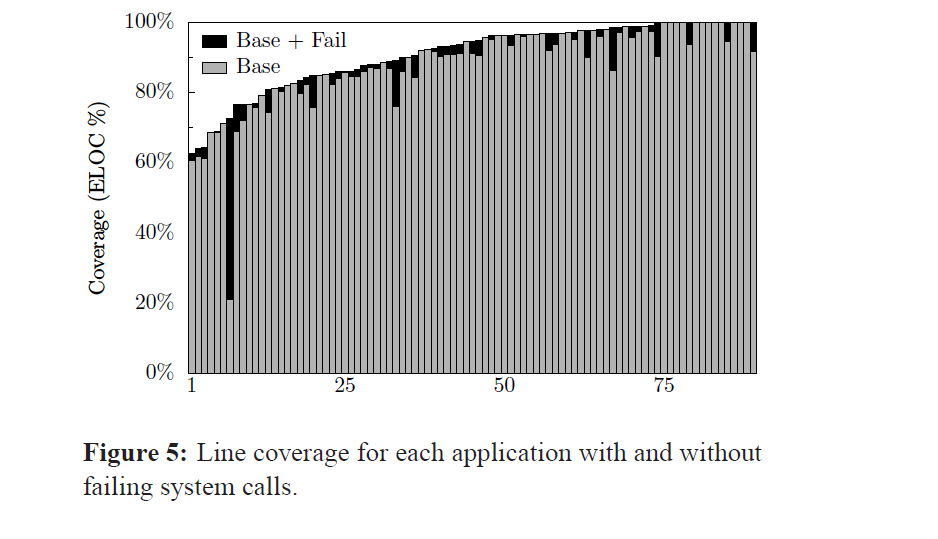 100%
Base + Fail
Base
80%
60%
40%
20%
0%
Coverage (ELOC %)
1 25 50 75
Figure 5: Line coverage for each application with and without
failing system calls.